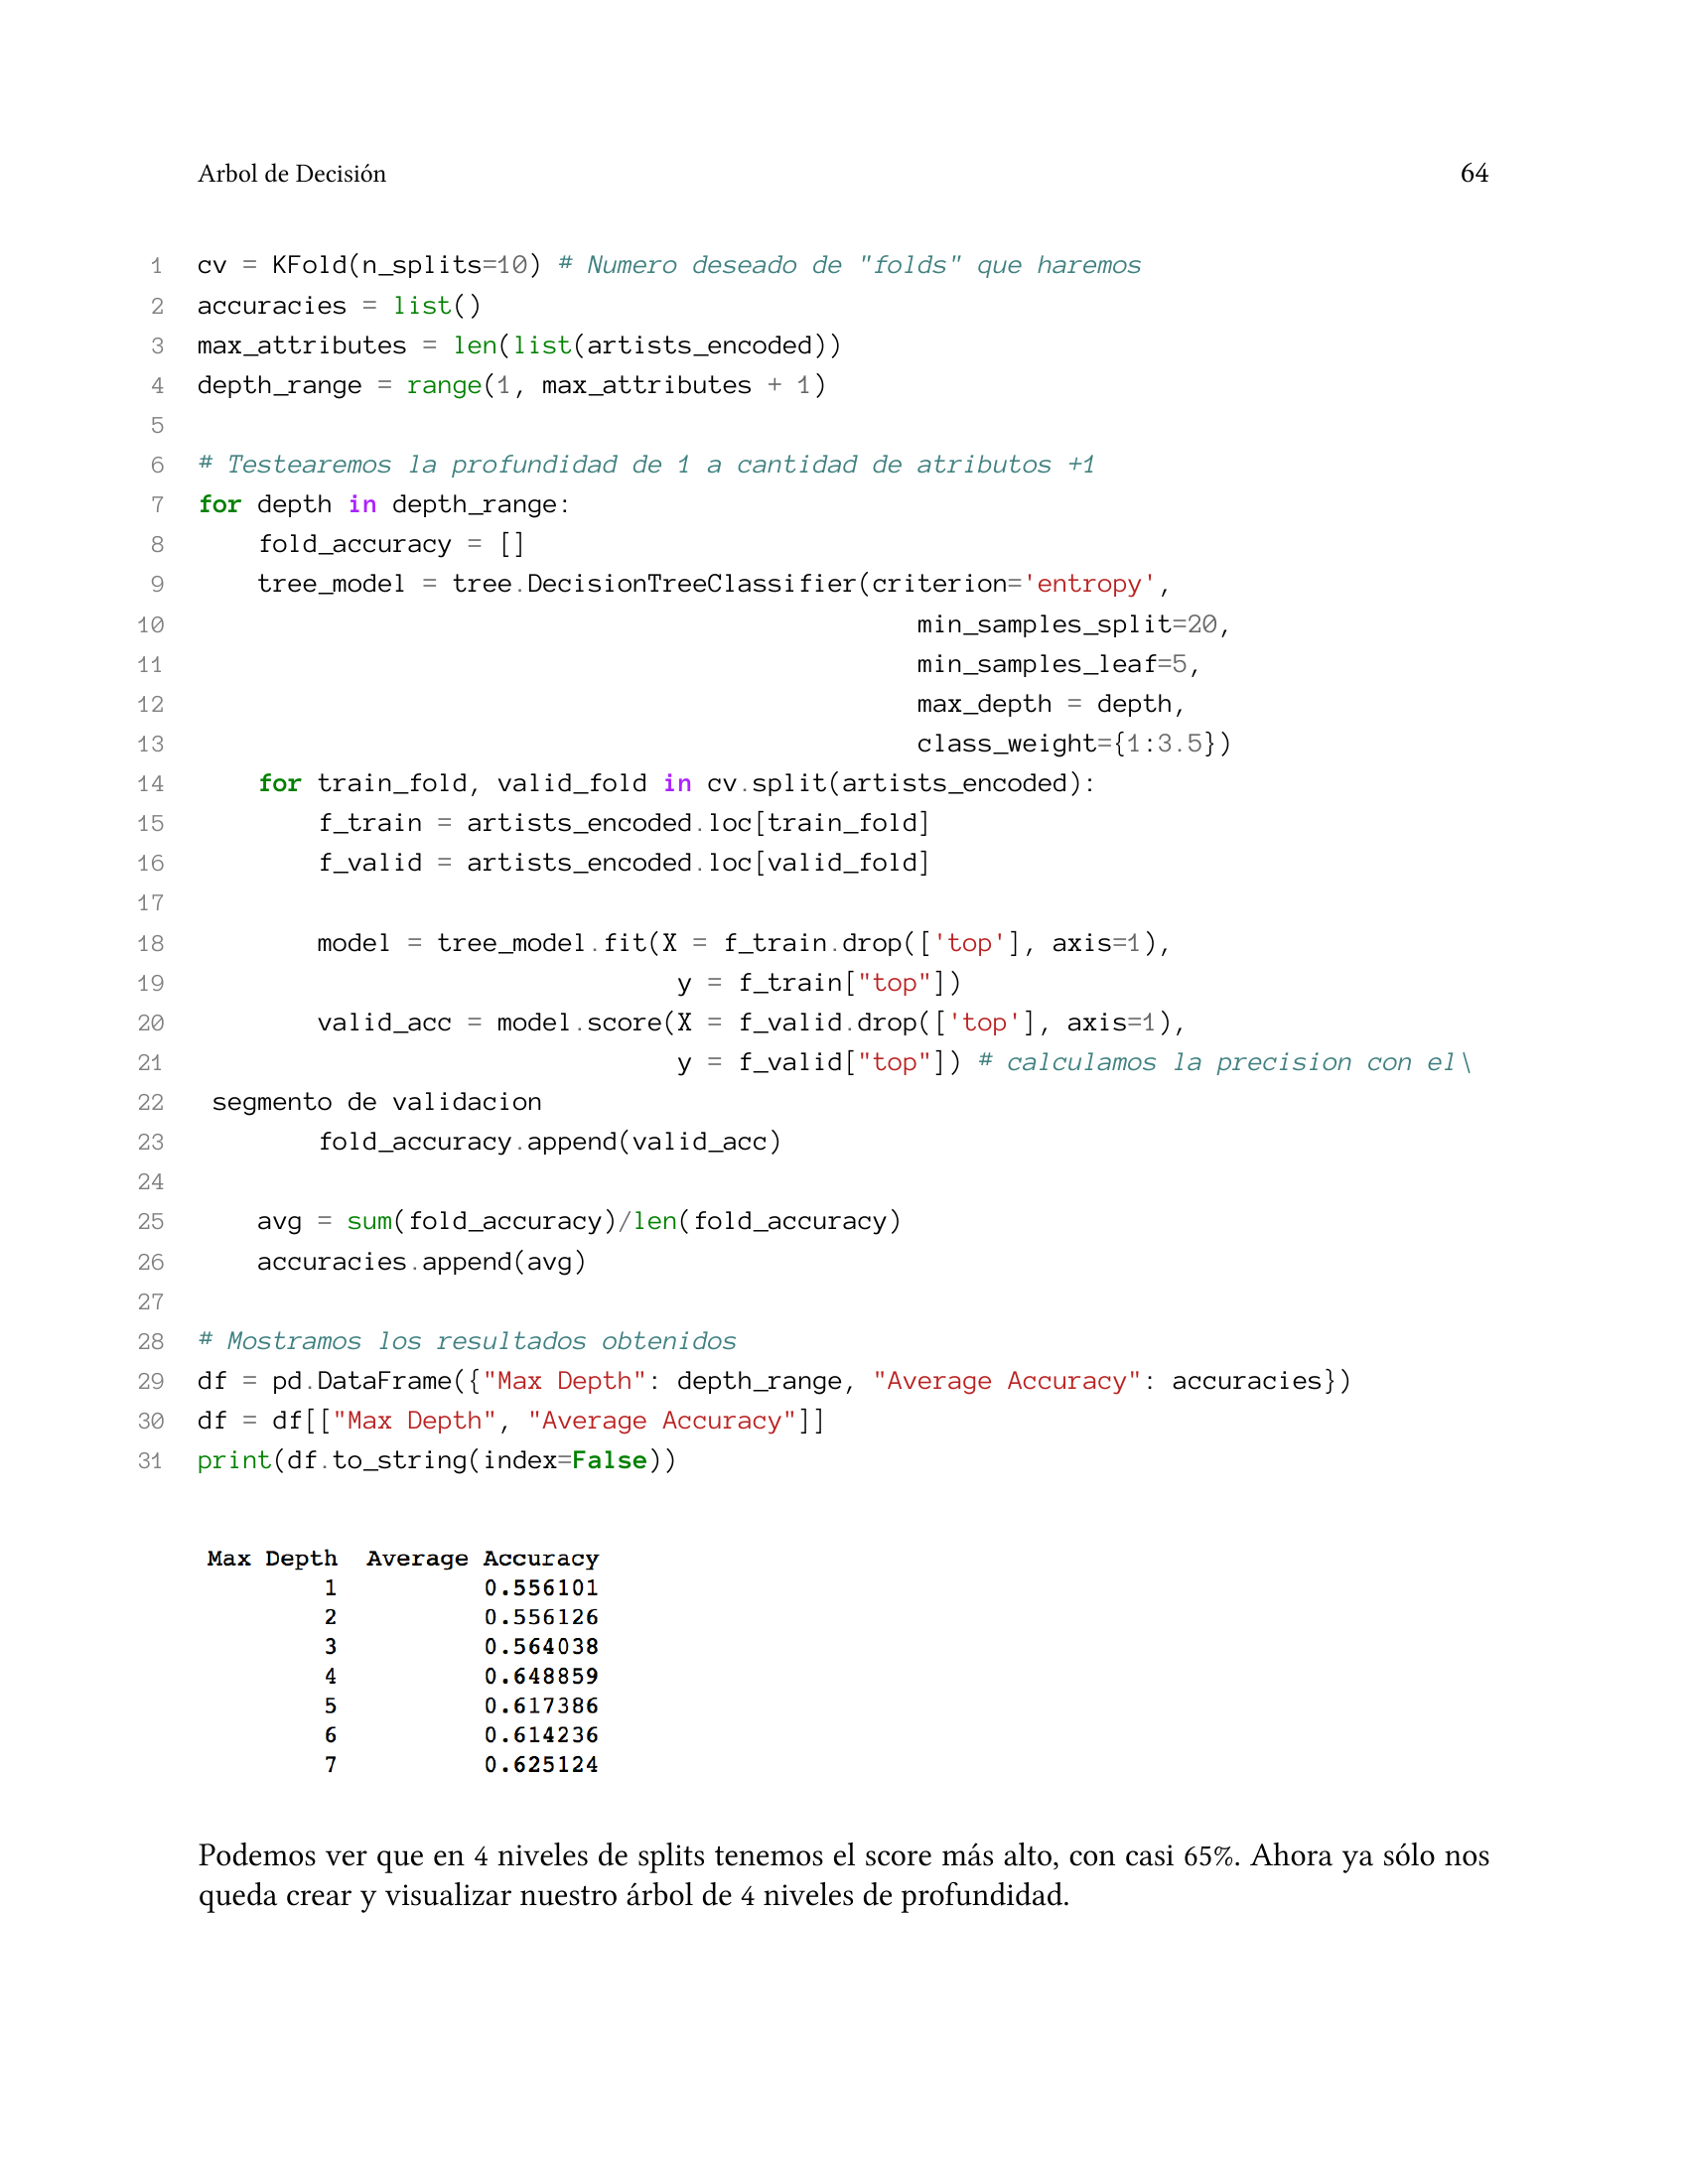 Arbol de Decisión 64
1 cv = KFold(n_splits=10) # Numero deseado de "folds" que haremos
2 accuracies = list()
3 max_attributes = len(list(artists_encoded))
4 depth_range = range(1, max_attributes + 1)
5
6 # Testearemos la profundidad de 1 a cantidad de atributos +1
7 for depth in depth_range:
8     fold_accuracy = []
9     tree_model = tree.DecisionTreeClassifier(criterion='entropy',
10                                                 min_samples_split=20,
11                                                 min_samples_leaf=5,
12                                                 max_depth = depth,
13                                                 class_weight={1:3.5})
14     for train_fold, valid_fold in cv.split(artists_encoded):
15         f_train = artists_encoded.loc[train_fold]
16         f_valid = artists_encoded.loc[valid_fold]
17
18         model = tree_model.fit(X = f_train.drop(['top'], axis=1),
19                                 y = f_train["top"])
20         valid_acc = model.score(X = f_valid.drop(['top'], axis=1),
21                                 y = f_valid["top"]) # calculamos la precision con el\
22  segmento de validacion
23         fold_accuracy.append(valid_acc)
24
25     avg = sum(fold_accuracy)/len(fold_accuracy)
26     accuracies.append(avg)
27
28 # Mostramos los resultados obtenidos
29 df = pd.DataFrame({"Max Depth": depth_range, "Average Accuracy": accuracies})
30 df = df[["Max Depth", "Average Accuracy"]]
31 print(df.to_string(index=False))
Max Depth  Average Accuracy
1 0.556101
2 0.556126
3 0.564038
4 0.648859
5 0.617386
6 0.614236
7 0.625124
Podemos ver que en 4 niveles de splits tenemos el score más alto, con casi 65%. Ahora ya sólo nos
queda crear y visualizar nuestro árbol de 4 niveles de profundidad.